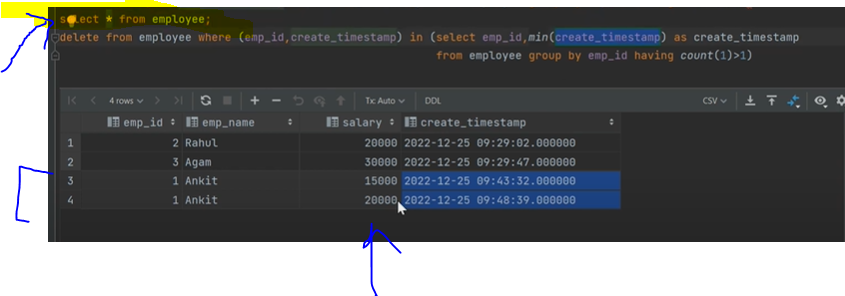 select * from employee;
delete from employee where (emp_id,create_timestamp) in (select emp_id,min(create_timestamp) as create_timestamp
from employee group by emp_id having count(1)>1)
4 rows Tx: Auto DDL CSV
emp_id emp_name salary create_timestamp
1 2 Rahul 20000 2022-12-25 09:29:02.000000
2 3 Agam 30000 2022-12-25 09:29:47.000000
3 1 Ankit 15000 2022-12-25 09:43:32.000000
4 1 Ankit 20000 2022-12-25 09:48:39.000000